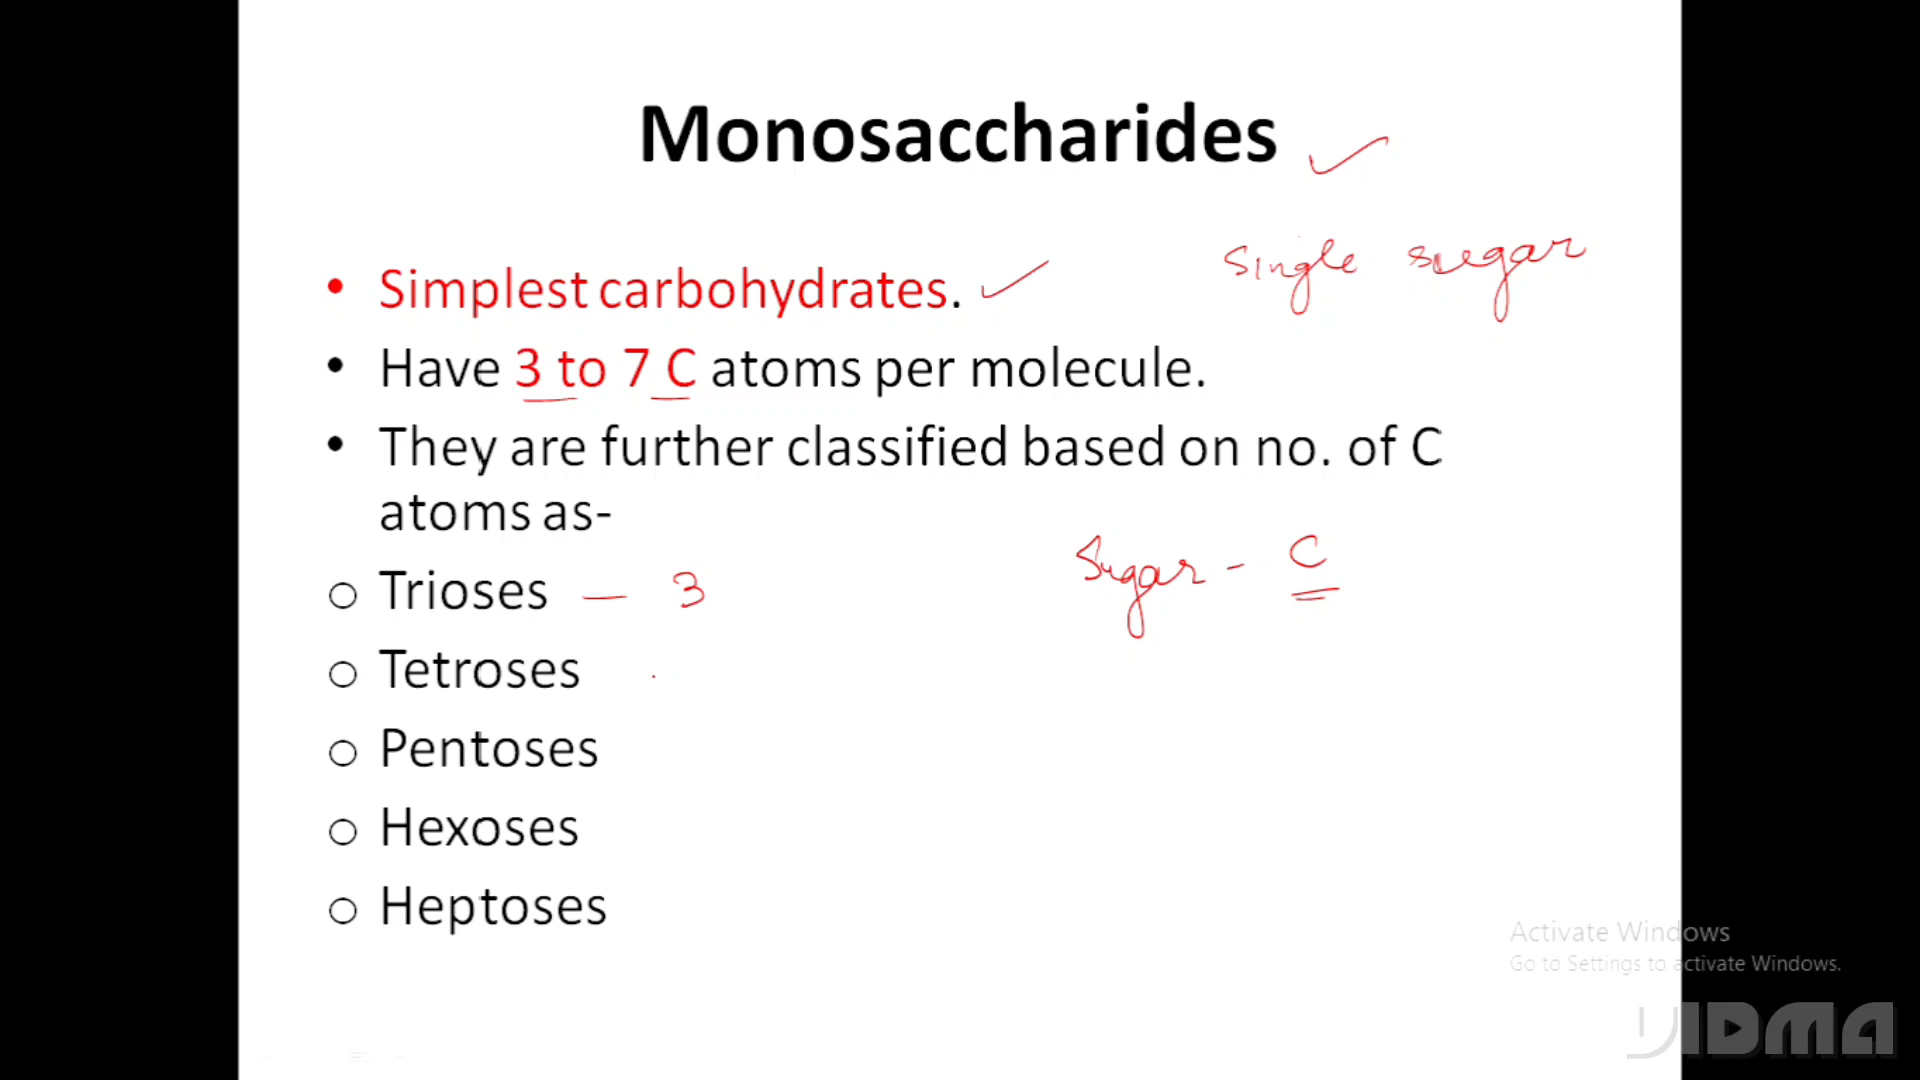 Monosaccharides
single sugar
• Simplest carbohydrates.
• Have 3 to 7 C atoms per molecule.
• They are further classified based on no. of C
atoms as-
Sugar - C
o Trioses — 3
o Tetroses
o Pentoses
o Hexoses
o Heptoses
Activate Windows
Go to Settings to activate Windows.
VIDMA